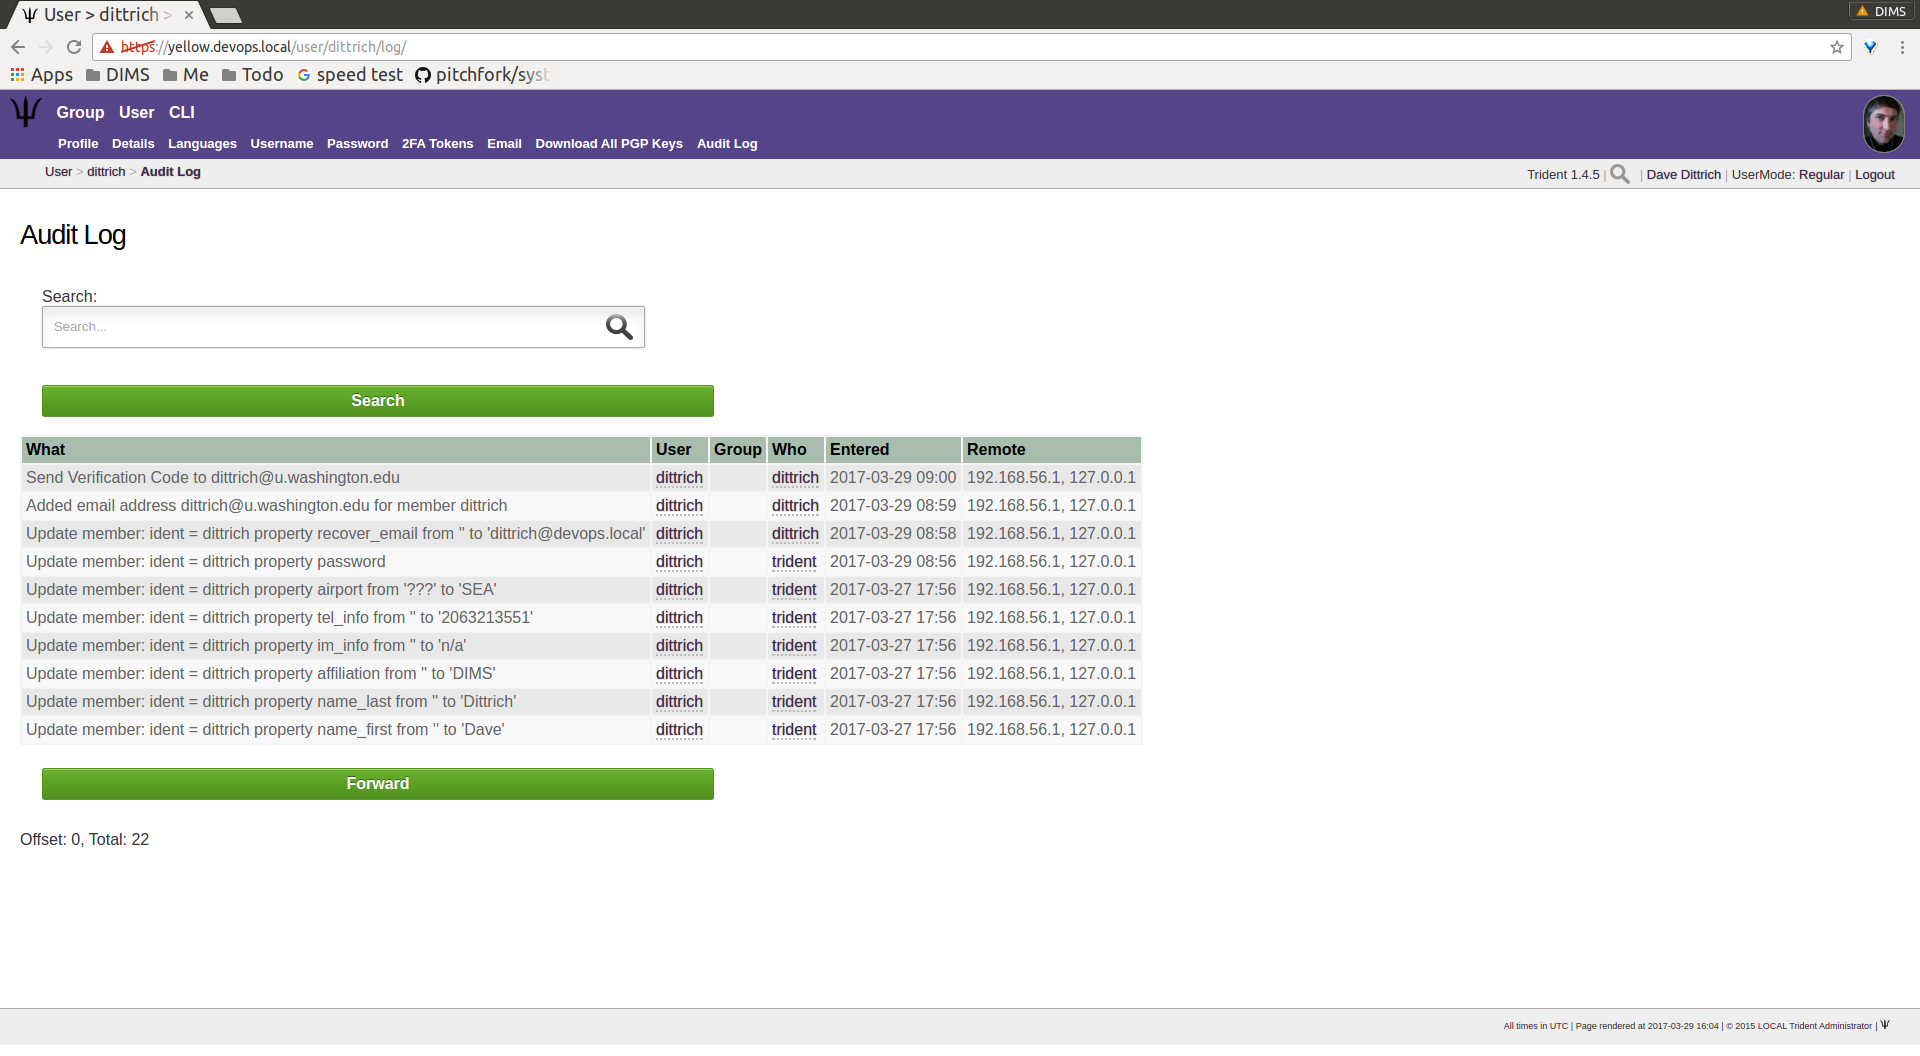 User > dittrich >
DIMS
https://yellow.devops.local/user/dittrich/log/
Apps DIMS Me Todo speed test pitchfork/syst
Group User CLI
Profile Details Languages Username Password 2FA Tokens Email Download All PGP Keys Audit Log
User > dittrich > Audit Log
Trident 1.4.5 | | Dave Dittrich | UserMode: Regular | Logout
Audit Log
Search:
Search...
Search
What User Group Who Entered Remote
Send Verification Code to dittrich@u.washington.edu dittrich dittrich 2017-03-29 09:00 192.168.56.1, 127.0.0.1
Added email address dittrich@u.washington.edu for member dittrich dittrich dittrich 2017-03-29 08:59 192.168.56.1, 127.0.0.1
Update member: ident = dittrich property recover_email from '' to 'dittrich@devops.local' dittrich dittrich 2017-03-29 08:58 192.168.56.1, 127.0.0.1
Update member: ident = dittrich property password dittrich trident 2017-03-29 08:56 192.168.56.1, 127.0.0.1
Update member: ident = dittrich property airport from '???' to 'SEA' dittrich trident 2017-03-27 17:56 192.168.56.1, 127.0.0.1
Update member: ident = dittrich property tel_info from '' to '2063213551' dittrich trident 2017-03-27 17:56 192.168.56.1, 127.0.0.1
Update member: ident = dittrich property im_info from '' to 'n/a' dittrich trident 2017-03-27 17:56 192.168.56.1, 127.0.0.1
Update member: ident = dittrich property affiliation from '' to 'DIMS' dittrich trident 2017-03-27 17:56 192.168.56.1, 127.0.0.1
Update member: ident = dittrich property name_last from '' to 'Dittrich' dittrich trident 2017-03-27 17:56 192.168.56.1, 127.0.0.1
Update member: ident = dittrich property name_first from '' to 'Dave' dittrich trident 2017-03-27 17:56 192.168.56.1, 127.0.0.1
Forward
Offset: 0, Total: 22
All times in UTC | Page rendered at 2017-03-29 16:04 | © 2015 LOCAL Trident Administrator |